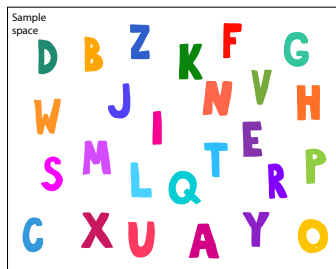 Sample
space
D B Z K F G
W J I N V H
S M L Q T E R P
C X U A Y O